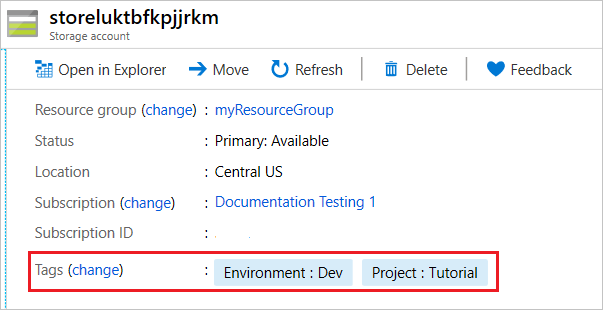 storeluktbfkpjjrkm
Storage account
Open in Explorer Move Refresh Delete Feedback
Resource group (change) : myResourceGroup
Status : Primary: Available
Location : Central US
Subscription (change) : Documentation Testing 1
Subscription ID :
Tags (change) : Environment : Dev Project : Tutorial